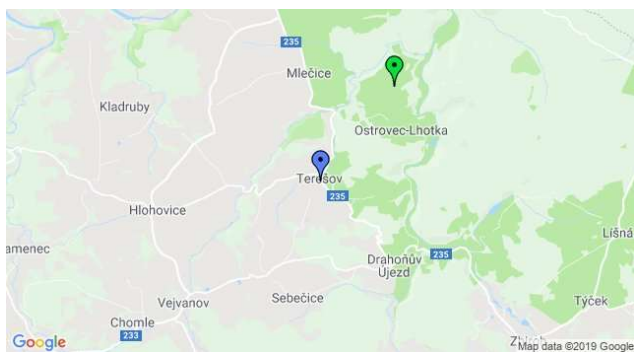 235
Mlečice
Kladruby
Ostrovec-Lhotka
Terešov
235
Hlohovice
Líšná
amenec
235
Drahoňův
Újezd
Vejvanov
Sebečice
Týček
Chomle
233
Google
Map data ©2019 Google